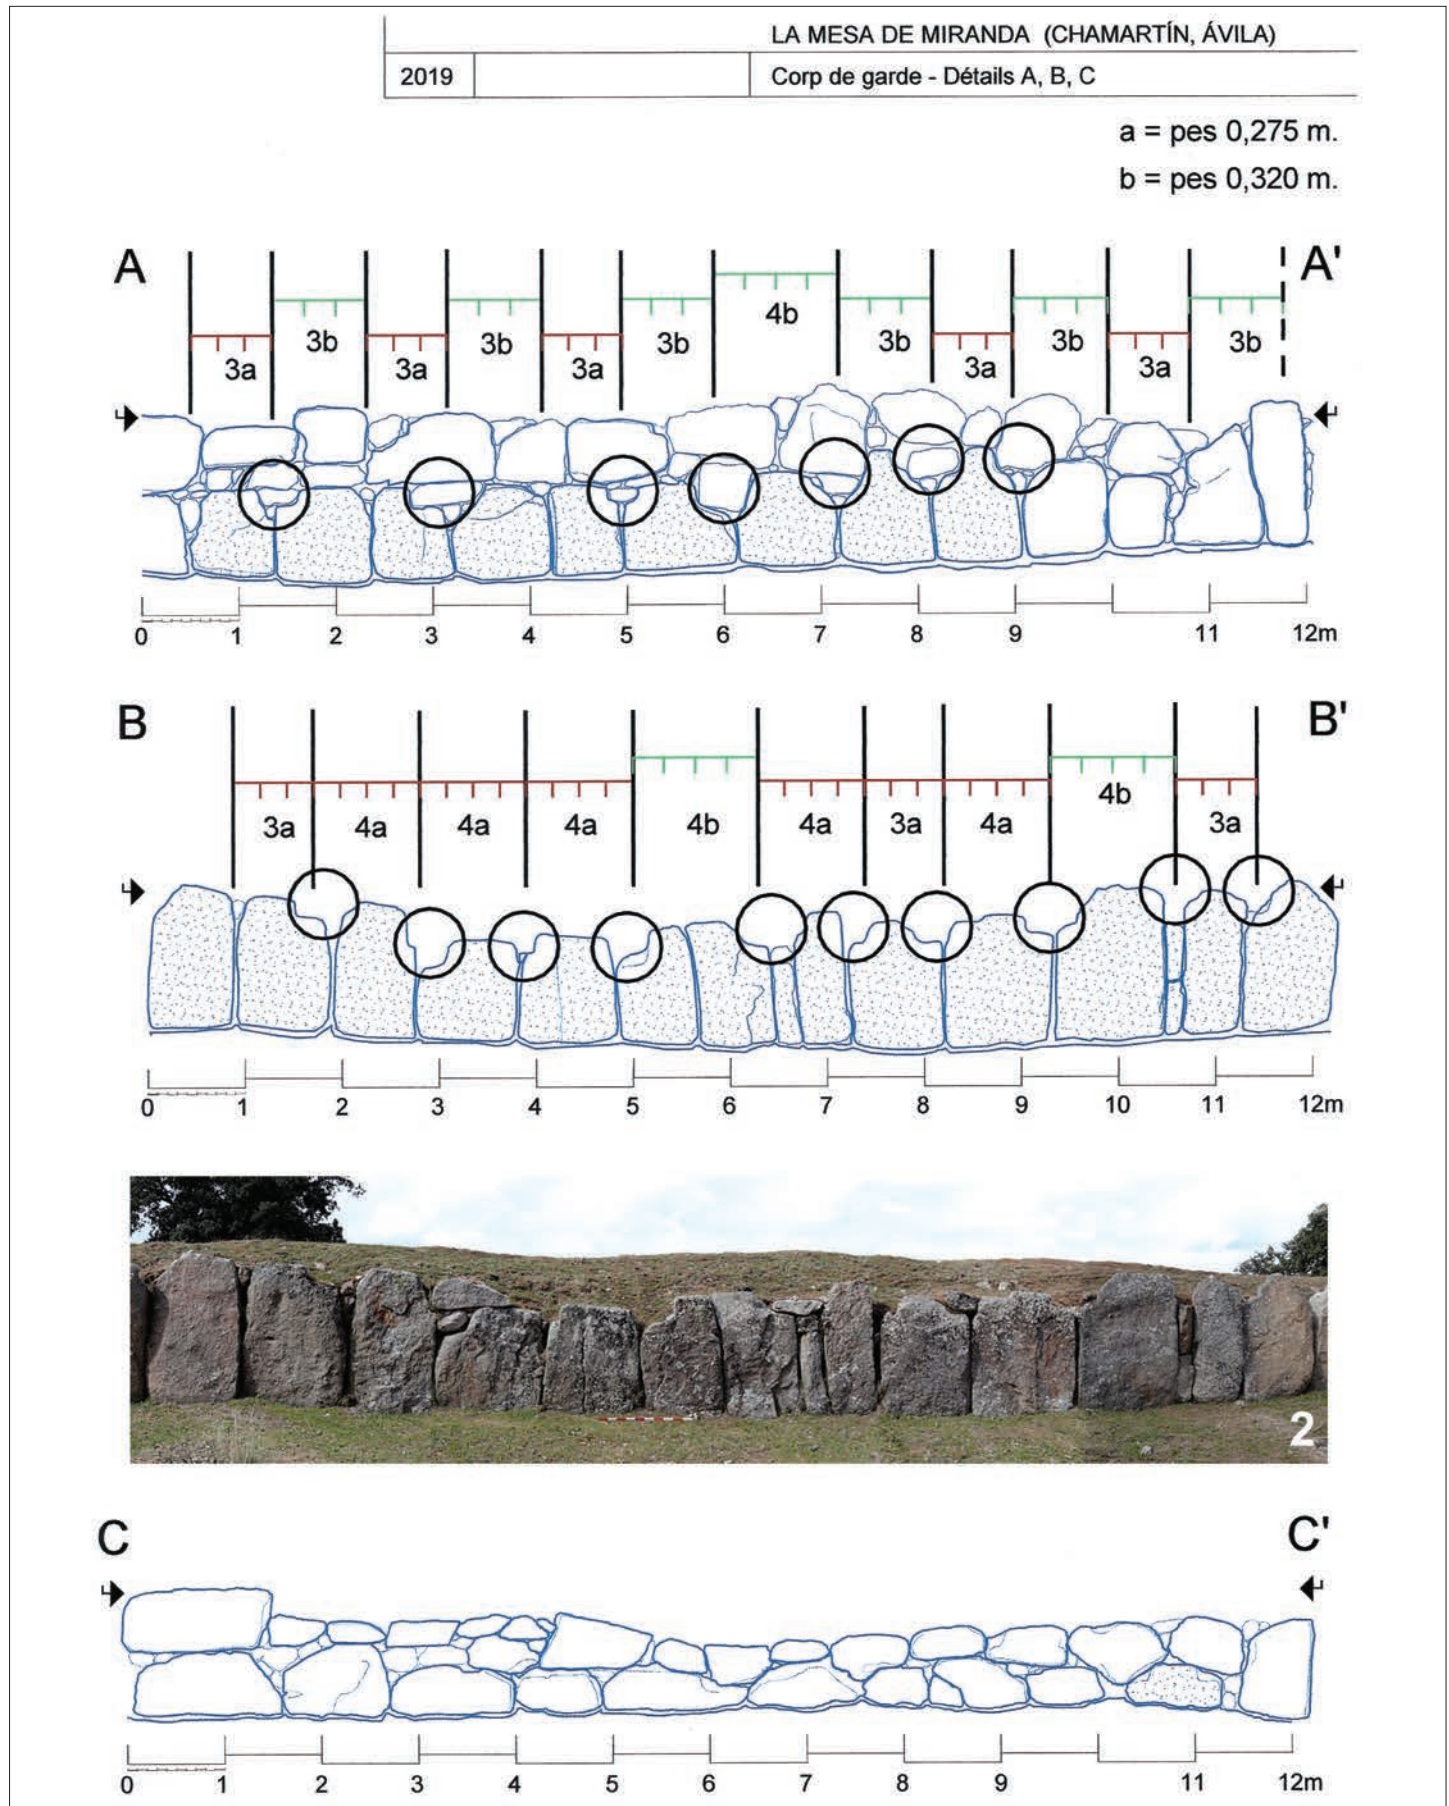 LA MESA DE MIRANDA (CHAMARTÍN, ÁVILA)
2019 Corp de garde - Détails A, B, C
a = pes 0,275 m.
b = pes 0,320 m.
A A'
3a 3b 3a 3b 3a 3b 4b 3b 3a 3b 3a 3b
0 1 2 3 4 5 6 7 8 9 11 12m
B B'
3a 4a 4a 4a 4b 4a 3a 4a 4b 3a
0 1 2 3 4 5 6 7 8 9 10 11 12m
2
C C'
0 1 2 3 4 5 6 7 8 9 11 12m